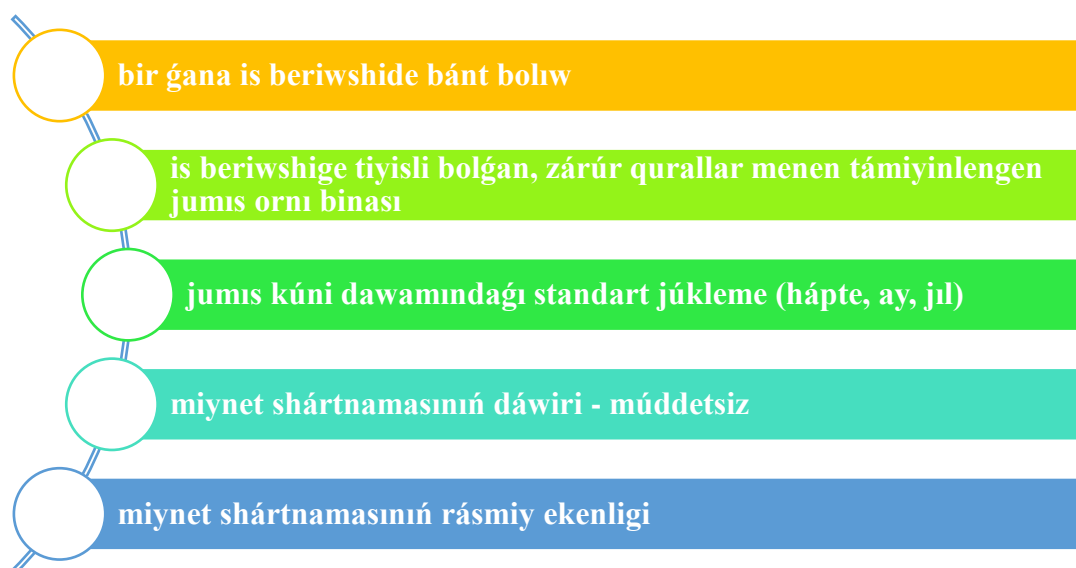 bir ǵana is beriwshide bánt bolıw
is beriwshige tiyisli bolǵan, zárúr qurallar menen támiyinlengen
jumıs ornı binası
jumıs kúni dawamındaǵı standart júkleme (hápte, ay, jıl)
miynet shártnamasınıń dáwiri - múddetsiz
miynet shártnamasınıń rásmiy ekenligi